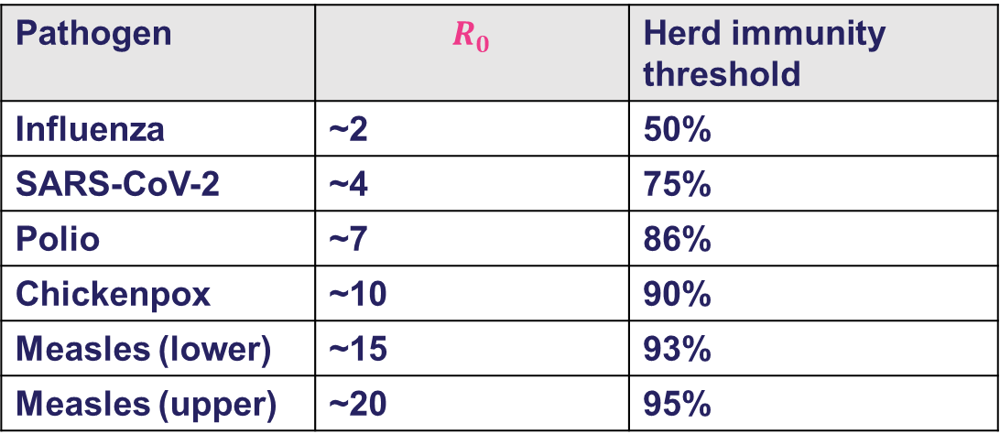 Pathogen R₀ Herd immunity threshold
Influenza ~2 50%
SARS-CoV-2 ~4 75%
Polio ~7 86%
Chickenpox ~10 90%
Measles (lower) ~15 93%
Measles (upper) ~20 95%